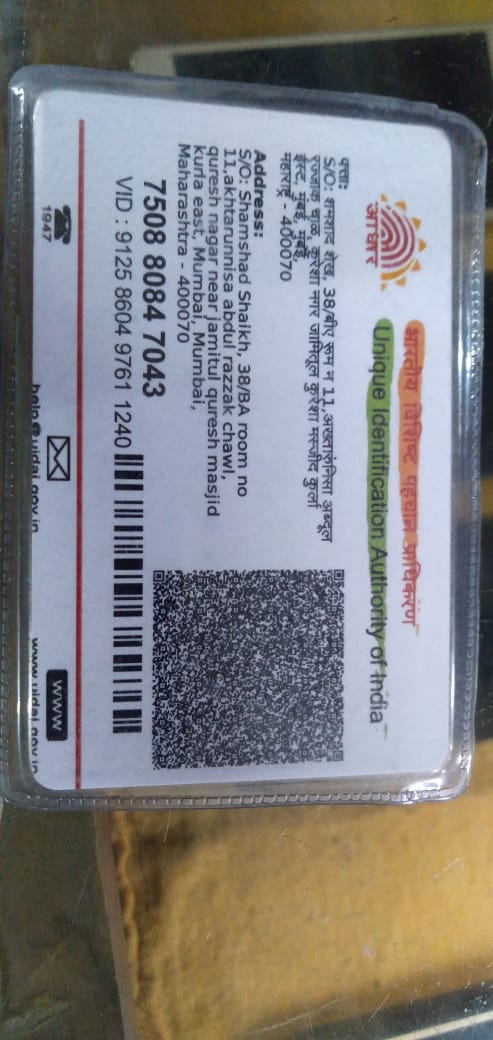 भारतीय विशिष्ट पहचान प्राधिकरण
Unique Identification Authority of India
आधार
पत्ता:
S/O: शमशाद शेख, 38/बीए रूम न 11,अख्तारुंनिसा अब्दूल
रज्जाक चाळ, कुरेशा नगर जामितूल कुरेशा मस्जीद कुर्ला
ईस्ट, मुंबई, मुंबई,
महाराष्ट्र - 400070
Address:
S/O: Shamshad Shaikh, 38/BA room no
11,akhtarunnisa abdul razzak chawl,
quresh nagar near jamitul quresh masjid
kurla east, Mumbai, Mumbai,
Maharashtra - 400070
7508 8084 7043
VID : 9125 8604 9761 1240
1947
help@uidai.gov.in
www
www.uidai.gov.in